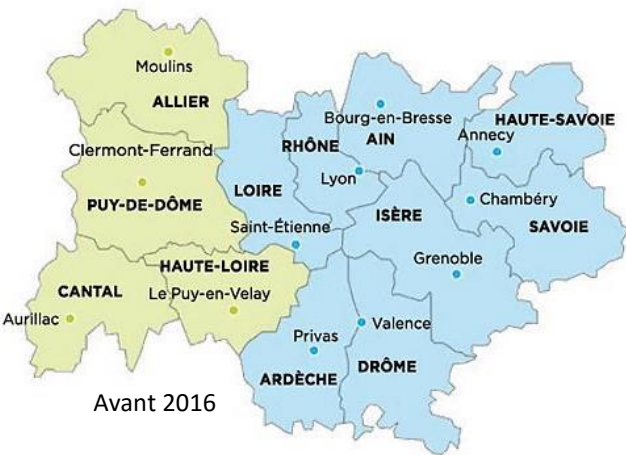 Moulins
ALLIER
Bourg-en-Bresse
AIN
HAUTE-SAVOIE
Annecy
RHÔNE
Clermont-Ferrand
Lyon
LOIRE
PUY-DE-DÔME
Chambéry
ISÈRE
SAVOIE
Saint-Étienne
Grenoble
HAUTE-LOIRE
CANTAL
Le Puy-en-Velay
Aurillac
Privas
Valence
DRÔME
ARDÈCHE
Avant 2016